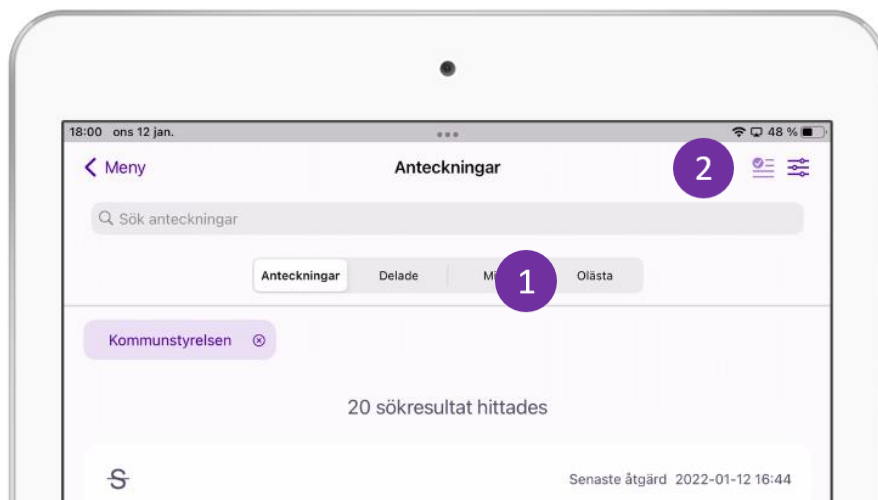 18:00 ons 12 jan.
48 %
Meny
Anteckningar
2
Sök anteckningar
Anteckningar Delade 1 Olästa
Kommunstyrelsen
20 sökresultat hittades
S
Senaste åtgärd 2022-01-12 16:44